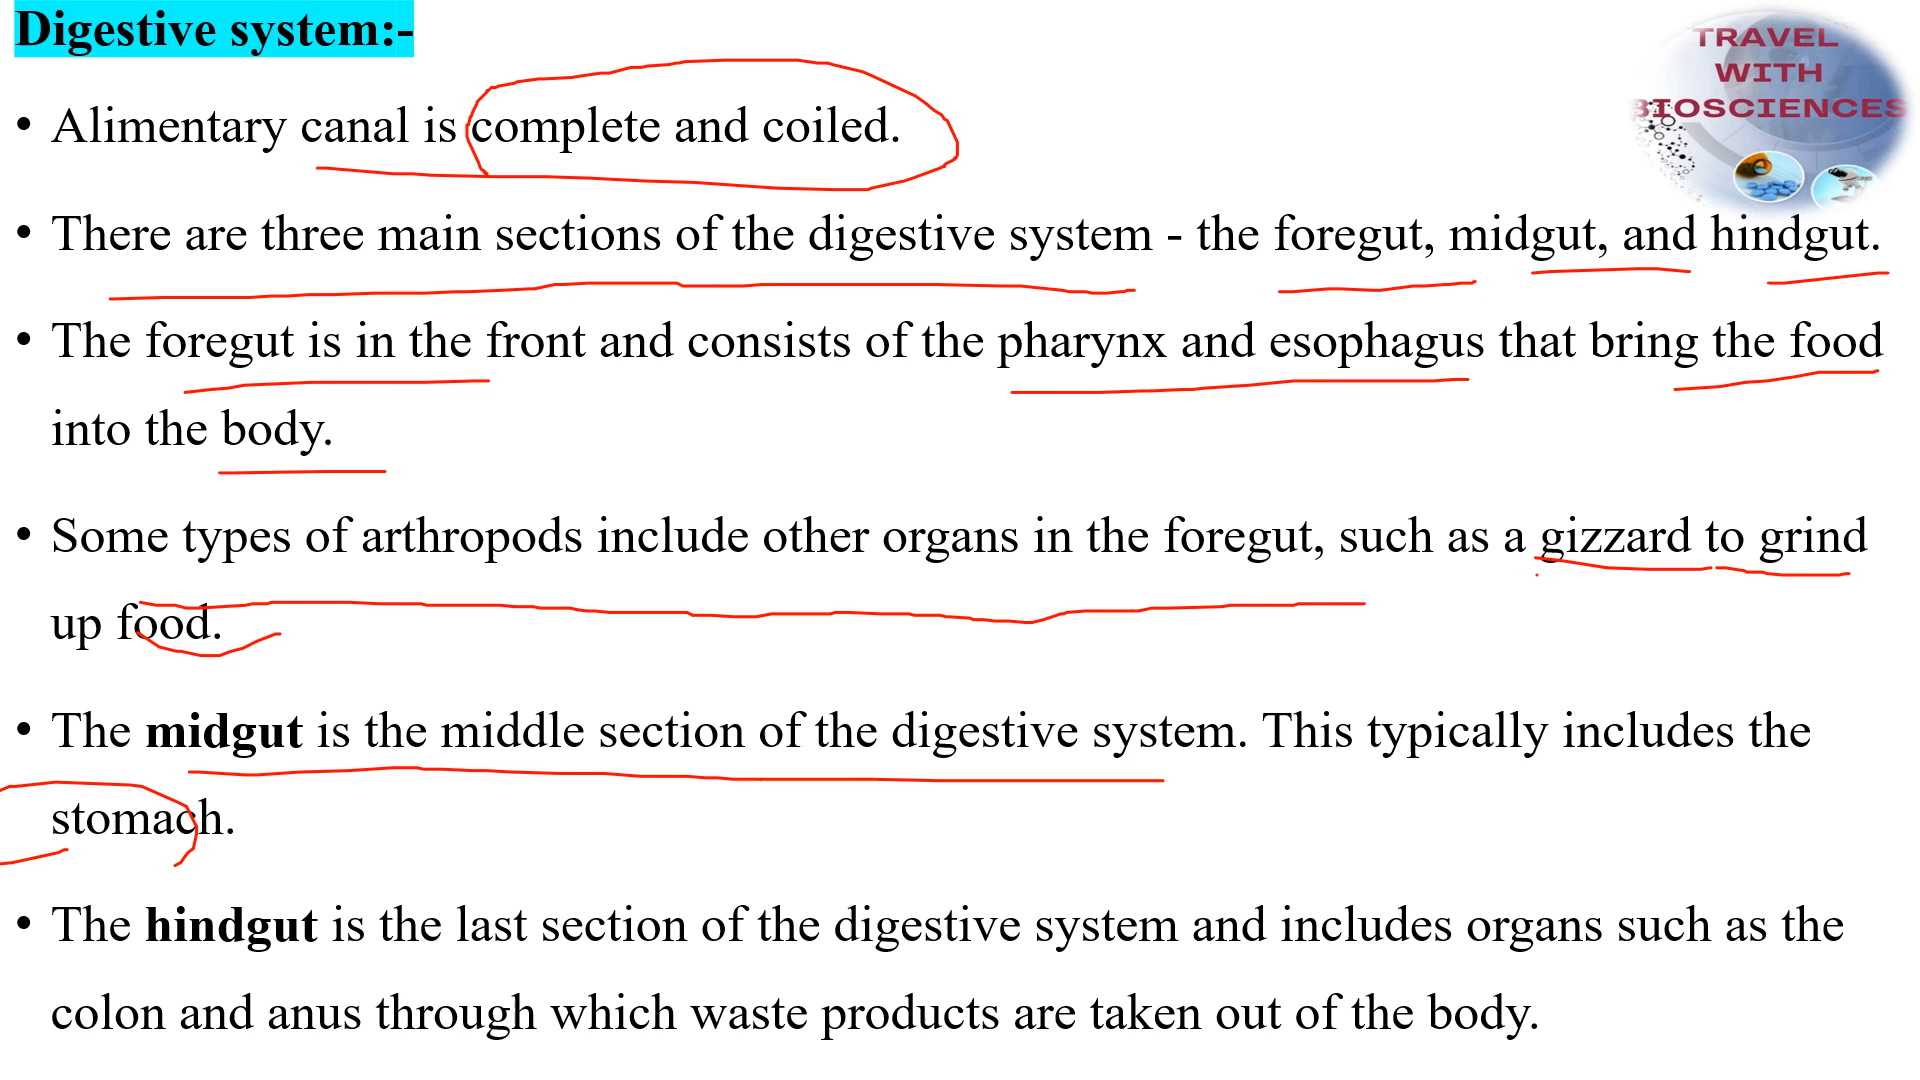 Digestive system:-
TRAVEL
WITH
BIOSCIENCES
• Alimentary canal is complete and coiled.
• There are three main sections of the digestive system - the foregut, midgut, and hindgut.
• The foregut is in the front and consists of the pharynx and esophagus that bring the food
into the body.
• Some types of arthropods include other organs in the foregut, such as a gizzard to grind
up food.
• The midgut is the middle section of the digestive system. This typically includes the
stomach.
• The hindgut is the last section of the digestive system and includes organs such as the
colon and anus through which waste products are taken out of the body.